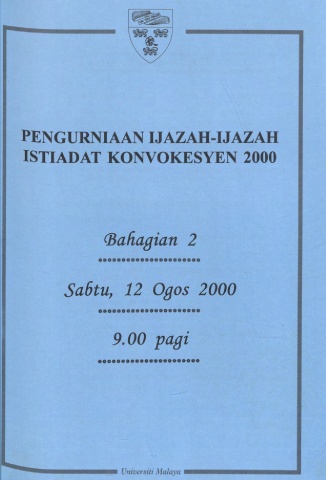 PENGURNIAAN IJAZAH-IJAZAH
ISTIADAT KONVOKESYEN 2000
Bahagian 2
Sabtu, 12 Ogos 2000
9.00 pagi
Universiti Malaya